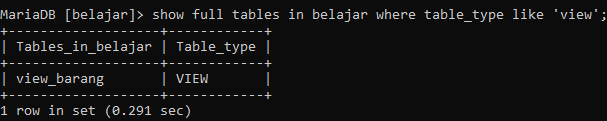 MariaDB [belajar]> show full tables in belajar where table_type like 'view';
+-------------------+------------+
| Tables_in_belajar | Table_type |
+-------------------+------------+
| view_barang       | VIEW       |
+-------------------+------------+
1 row in set (0.291 sec)